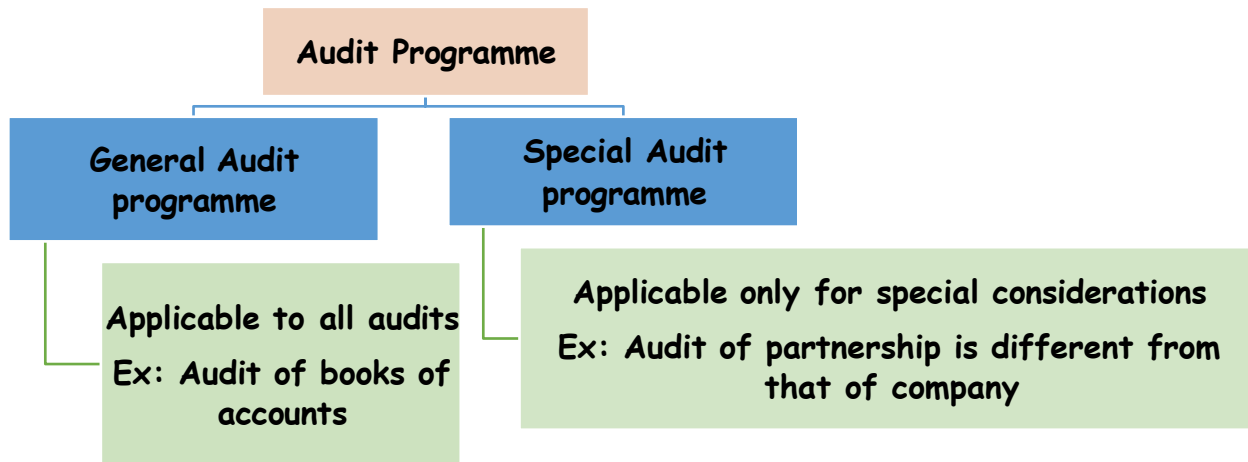 Audit Programme
General Audit
programme
Special Audit
programme
Applicable to all audits
Ex: Audit of books of
accounts
Applicable only for special considerations
Ex: Audit of partnership is different from
that of company